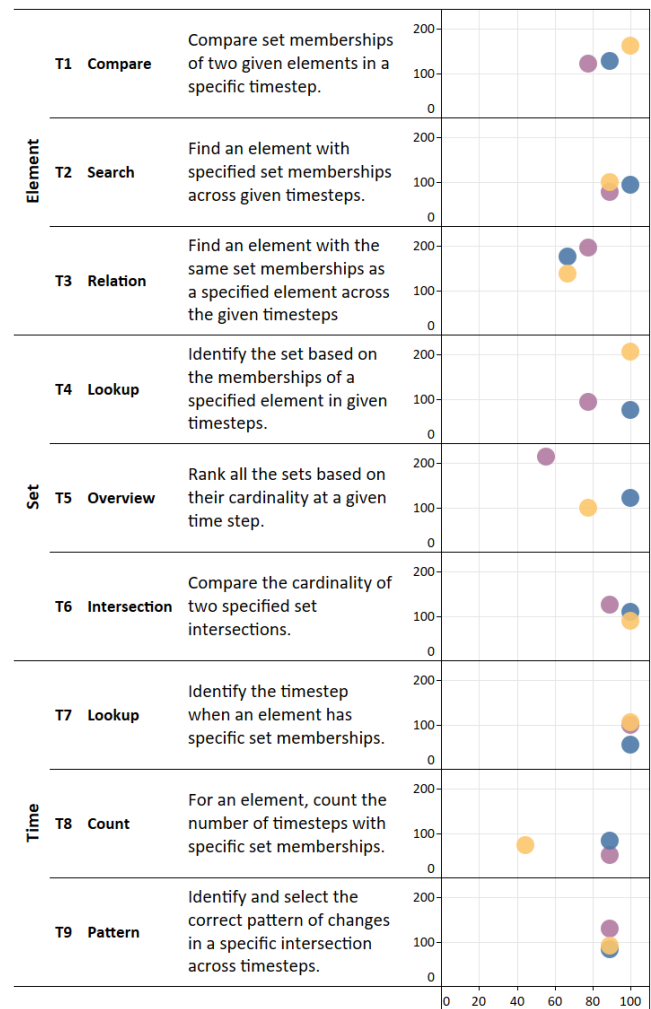 Element
T1 Compare
Compare set memberships
of two given elements in a
specific timestep.
200
100
0
T2 Search
Find an element with
specified set memberships
across given timesteps.
200
100
0
T3 Relation
Find an element with the
same set memberships as
a specified element across
the given timesteps
200
100
0
Set
T4 Lookup
Identify the set based on
the memberships of a
specified element in given
timesteps.
200
100
0
T5 Overview
Rank all the sets based on
their cardinality at a given
time step.
200
100
0
T6 Intersection
Compare the cardinality of
two specified set
intersections.
200
100
0
Time
T7 Lookup
Identify the timestep
when an element has
specific set memberships.
200
100
0
T8 Count
For an element, count the
number of timesteps with
specific set memberships.
200
100
0
T9 Pattern
Identify and select the
correct pattern of changes
in a specific intersection
across timesteps.
200
100
0
0 20 40 60 80 100